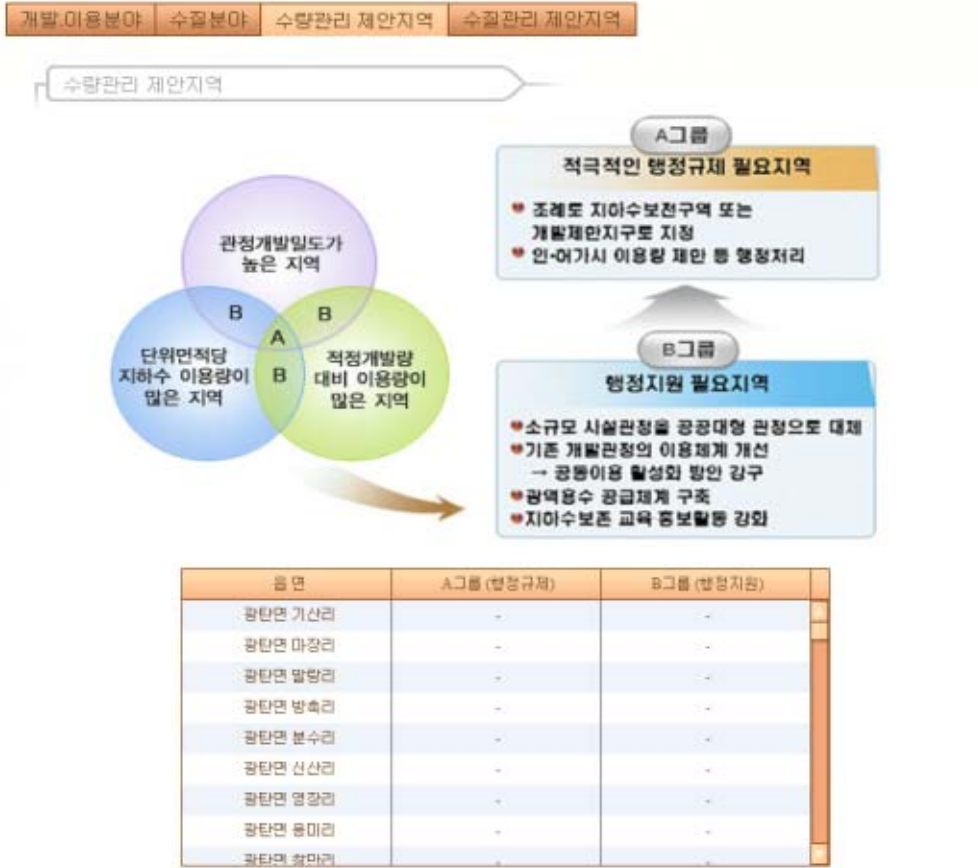 개발.이용분야 수질분야 수량관리 제안지역 수질관리 제안지역
수량관리 제안지역
관정개발밀도가
높은 지역
B
B
A
B
단위면적당
지하수 이용량이
많은 지역
적정개발량
대비 이용량이
많은 지역
A그룹
적극적인 행정규제 필요지역
조례로 지하수보전구역 또는
개발제한지구로 지정
인·허가시 이용량 제한 등 행정처리
B그룹
행정지원 필요지역
소규모 시설관정을 공공대형 관정으로 대체
기존 개발관정의 이용체계 개선
→ 공동이용 활성화 방안 강구
광역용수 공급체계 구축
지하수보존 교육·홍보활동 강화
읍면 A그룹 (행정규제) B그룹 (행정지원)
광탄면 기산리 - -
광탄면 마장리 - -
광탄면 발랑리 - -
광탄면 방축리 - -
광탄면 분수리 - -
광탄면 신산리 - -
광탄면 영장리 - -
광탄면 용미리 - -
광탄면 창만리 - -